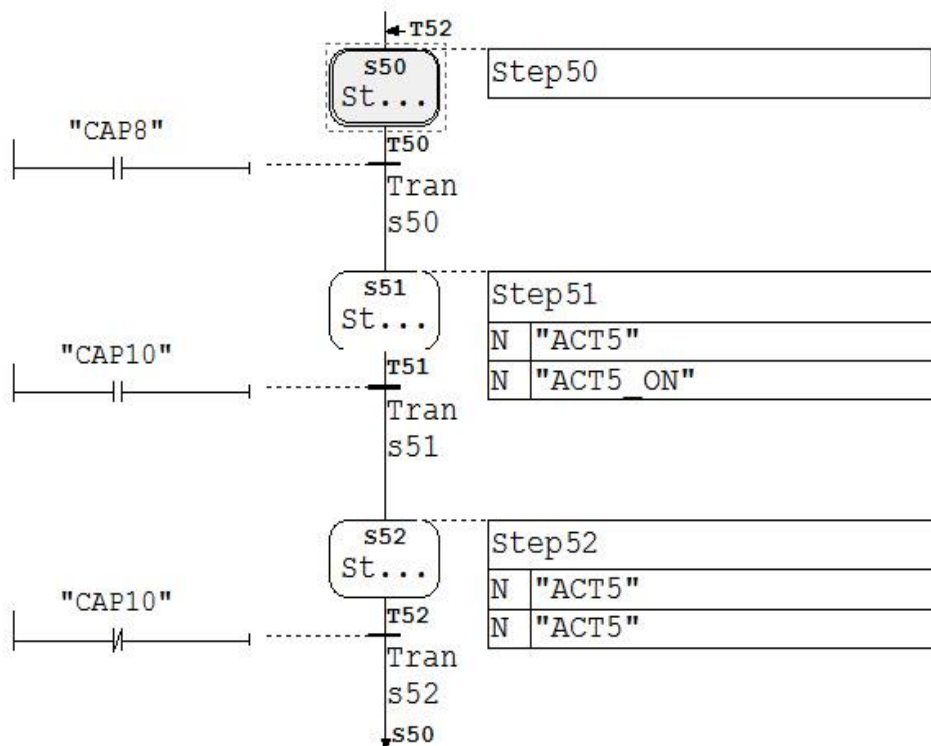 T52
S50
St...
Step50
"CAP8"
T50
Tran
s50
S51
St...
Step51
N "ACT5"
N "ACT5_ON"
"CAP10"
T51
Tran
s51
S52
St...
Step52
N "ACT5"
N "ACT5"
"CAP10"
T52
Tran
s52
S50